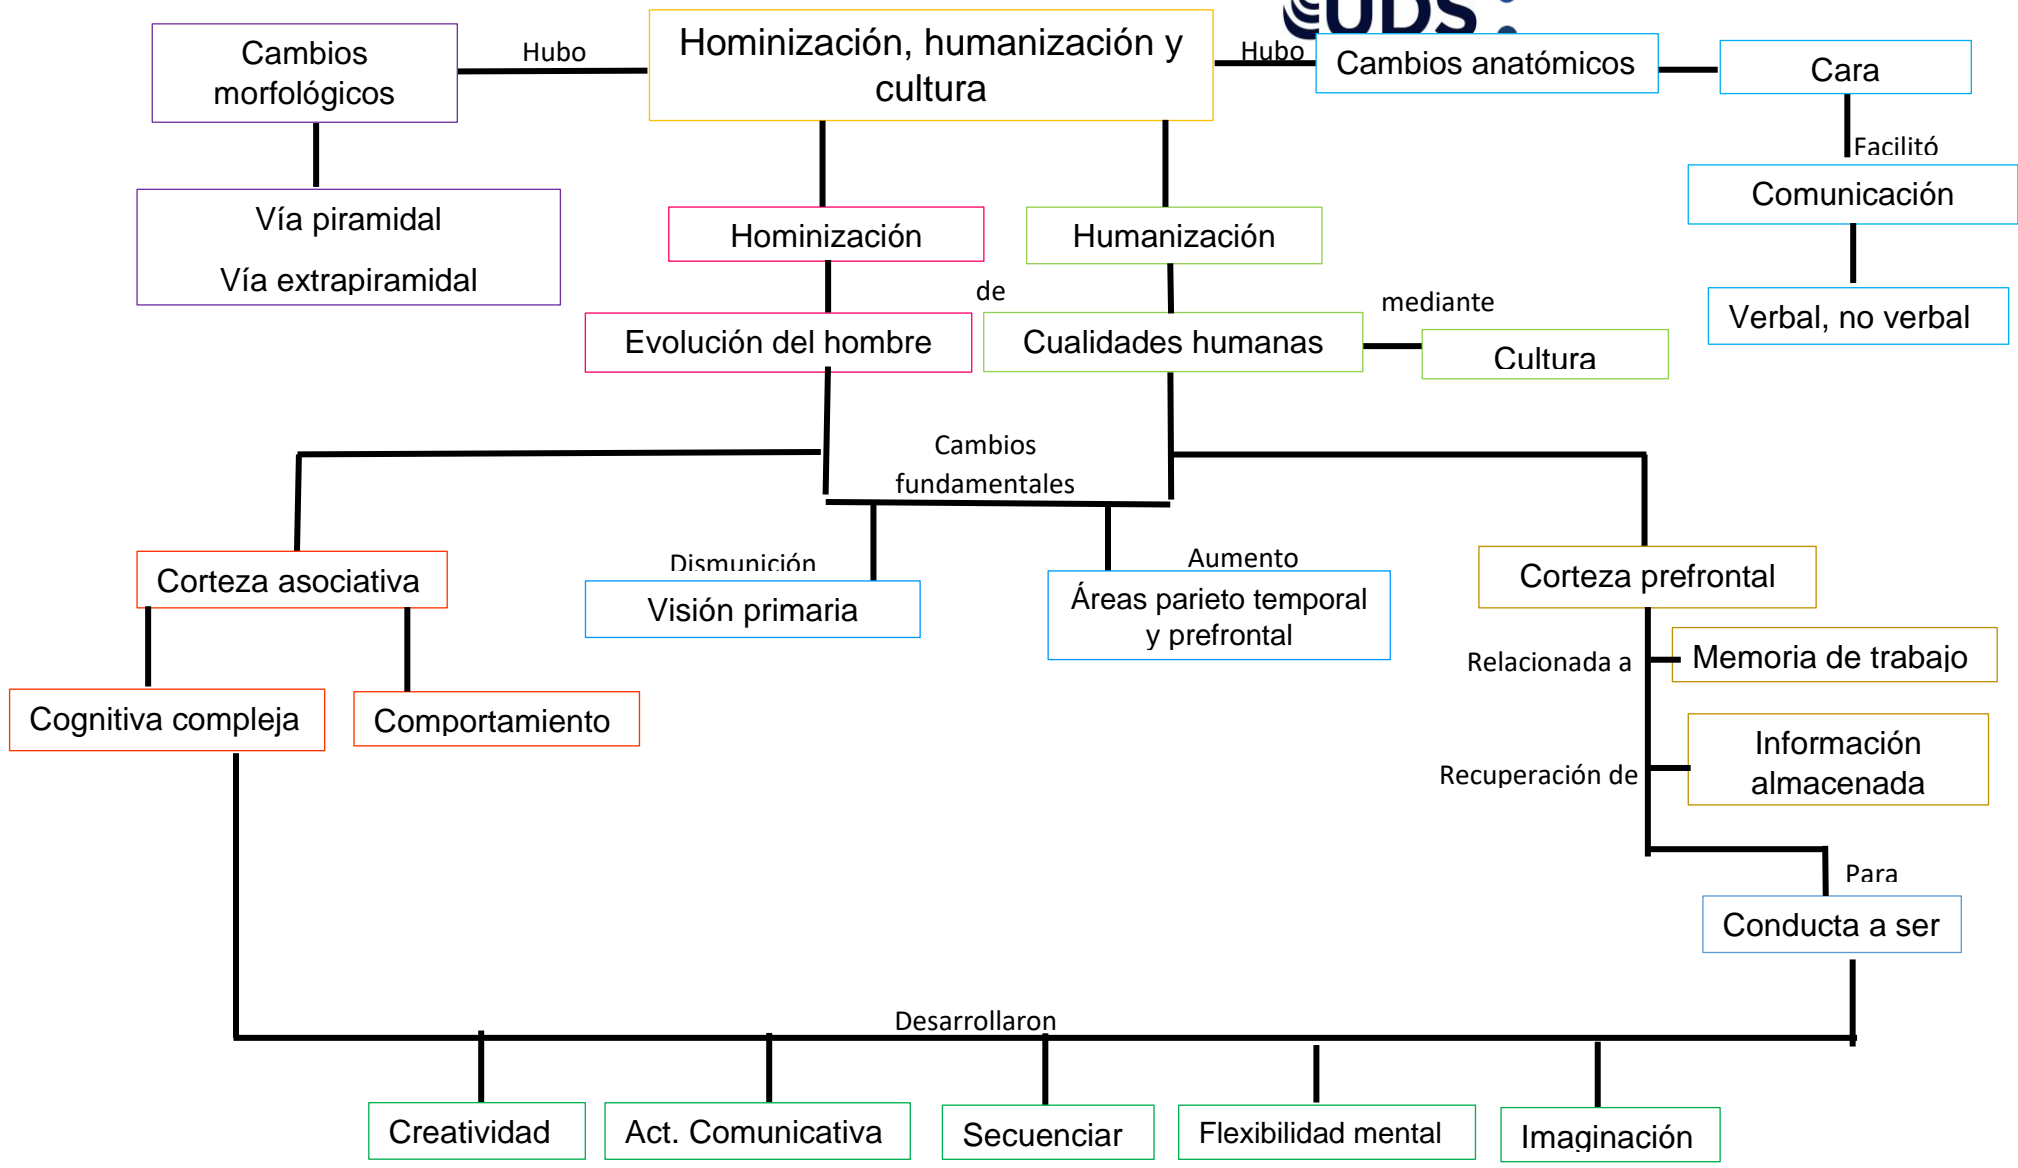 UDS
Cambios
morfológicos
Hubo
Hominización, humanización y
cultura
Hubo
Cambios anatómicos
Cara
Facilitó
Comunicación
Verbal, no verbal
Vía piramidal
Vía extrapiramidal
Hominización
Humanización
de
mediante
Evolución del hombre
Cualidades humanas
Cultura
Cambios
fundamentales
Dismunición
Aumento
Corteza asociativa
Visión primaria
Áreas parieto temporal
y prefrontal
Corteza prefrontal
Relacionada a
Memoria de trabajo
Cognitiva compleja
Comportamiento
Recuperación de
Información
almacenada
Para
Conducta a ser
Desarrollaron
Creatividad
Act. Comunicativa
Secuenciar
Flexibilidad mental
Imaginación